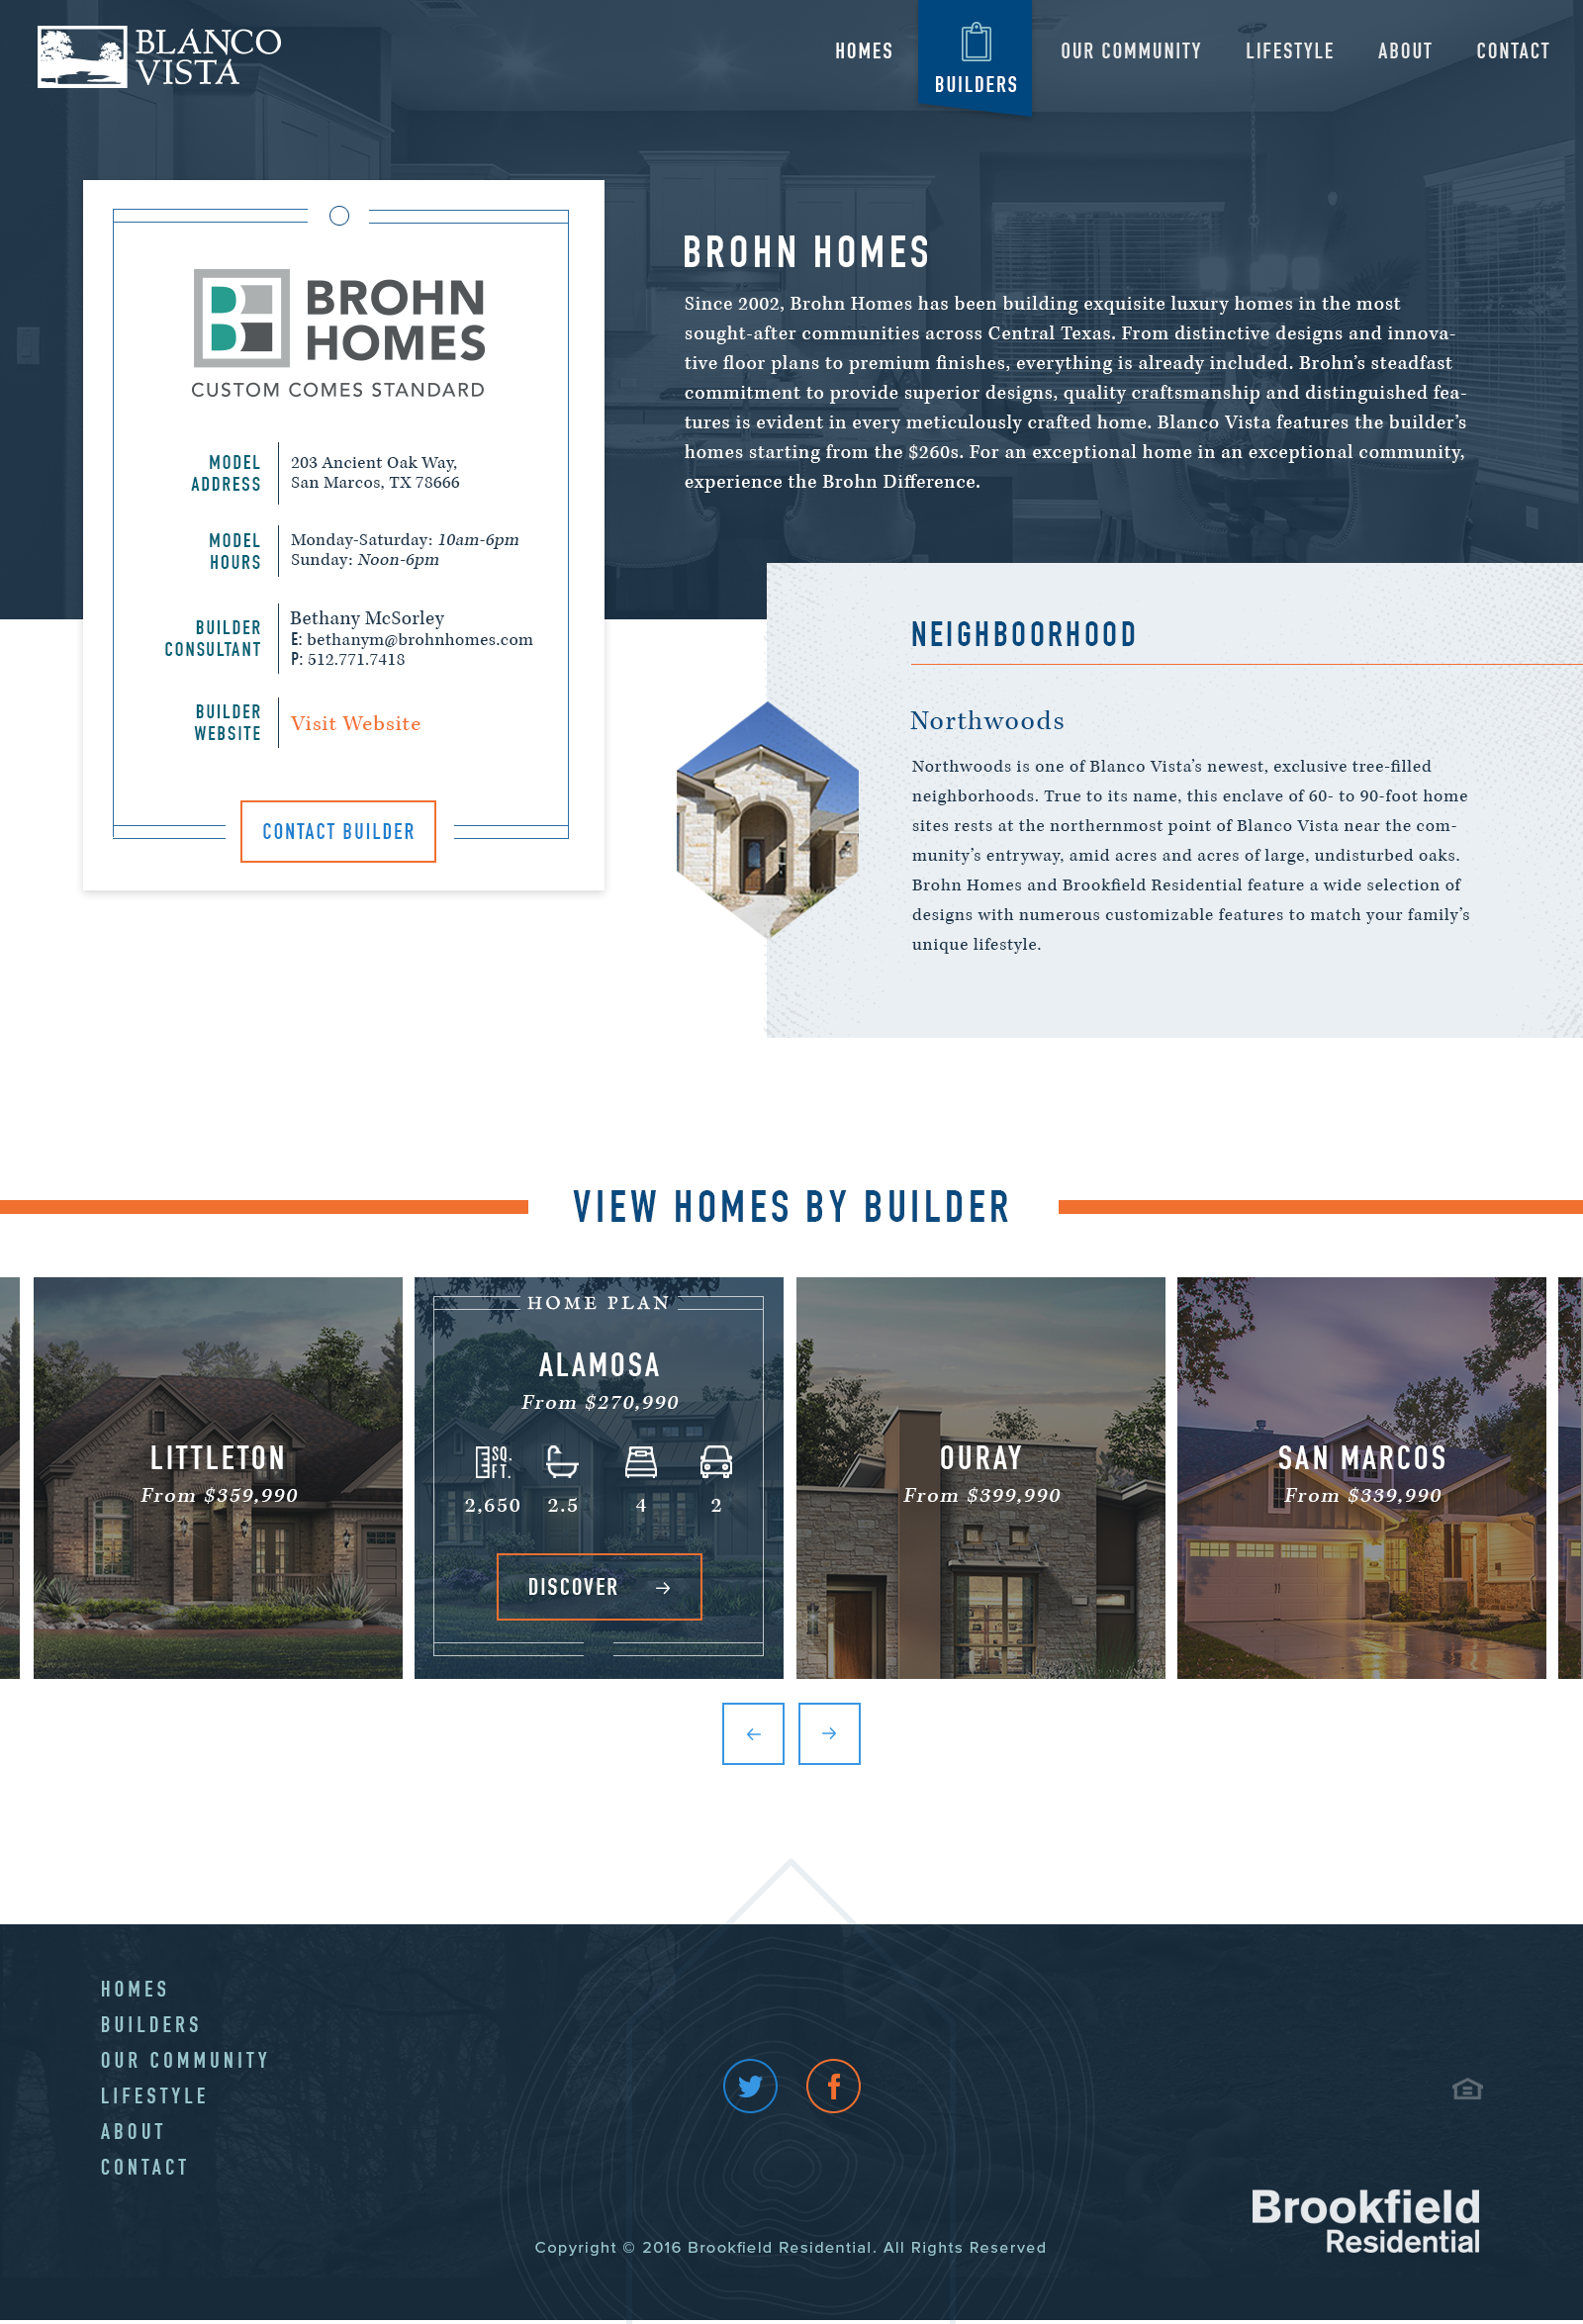 BLANCO
VISTA
HOMES
BUILDERS
OUR COMMUNITY
LIFESTYLE
ABOUT
CONTACT
BROHN
HOMES
CUSTOM COMES STANDARD
MODEL
ADDRESS
203 Ancient Oak Way,
San Marcos, TX 78666
MODEL
HOURS
Monday-Saturday: 10am-6pm
Sunday: Noon-6pm
BUILDER
CONSULTANT
Bethany McSorley
E: bethanym@brohnhomes.com
P: 512.771.7418
BUILDER
WEBSITE
Visit Website
CONTACT BUILDER
BROHN HOMES
Since 2002, Brohn Homes has been building exquisite luxury homes in the most
sought-after communities across Central Texas. From distinctive designs and innova-
tive floor plans to premium finishes, everything is already included. Brohn’s steadfast
commitment to provide superior designs, quality craftsmanship and distinguished fea-
tures is evident in every meticulously crafted home. Blanco Vista features the builder’s
homes starting from the $260s. For an exceptional home in an exceptional community,
experience the Brohn Difference.
NEIGHBOORHOOD
Northwoods
Northwoods is one of Blanco Vista’s newest, exclusive tree-filled
neighborhoods. True to its name, this enclave of 60- to 90-foot home
sites rests at the northernmost point of Blanco Vista near the com-
munity’s entryway, amid acres and acres of large, undisturbed oaks.
Brohn Homes and Brookfield Residential feature a wide selection of
designs with numerous customizable features to match your family’s
unique lifestyle.
VIEW HOMES BY BUILDER
LITTLETON
From $359,990
HOME PLAN
ALAMOSA
From $270,990
SQ.
FT.
2,650 2.5 4 2
DISCOVER
OURAY
From $399,990
SAN MARCOS
From $339,990
HOMES
BUILDERS
OUR COMMUNITY
LIFESTYLE
ABOUT
CONTACT
Copyright © 2016 Brookfield Residential. All Rights Reserved
Brookfield
Residential